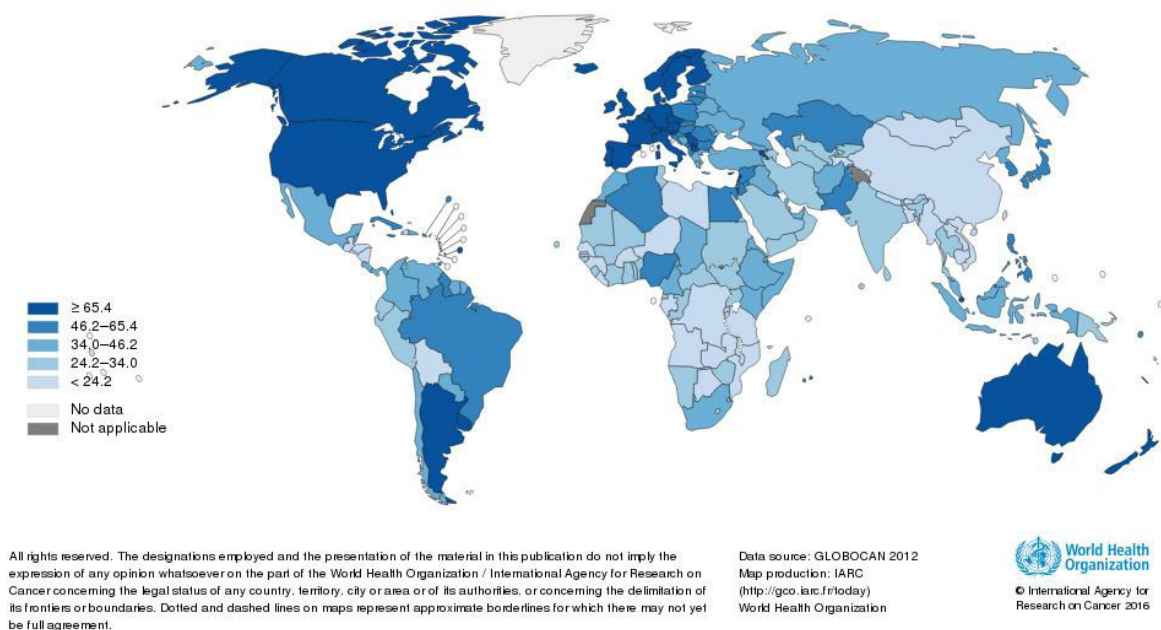 ≥ 65.4
46.2–65.4
34.0–46.2
24.2–34.0
< 24.2
No data
Not applicable
All rights reserved. The designations employed and the presentation of the material in this publication do not imply the
expression of any opinion whatsoever on the part of the World Health Organization / International Agency for Research on
Cancer concerning the legal status of any country, territory, city or area or of its authorities, or concerning the delimitation of
its frontiers or boundaries. Dotted and dashed lines on maps represent approximate borderlines for which there may not yet
be full agreement.
Data source: GLOBOCAN 2012
Map production: IARC
(http://gco.iarc.fr/today)
World Health Organization
World Health
Organization
© International Agency for
Research on Cancer 2016